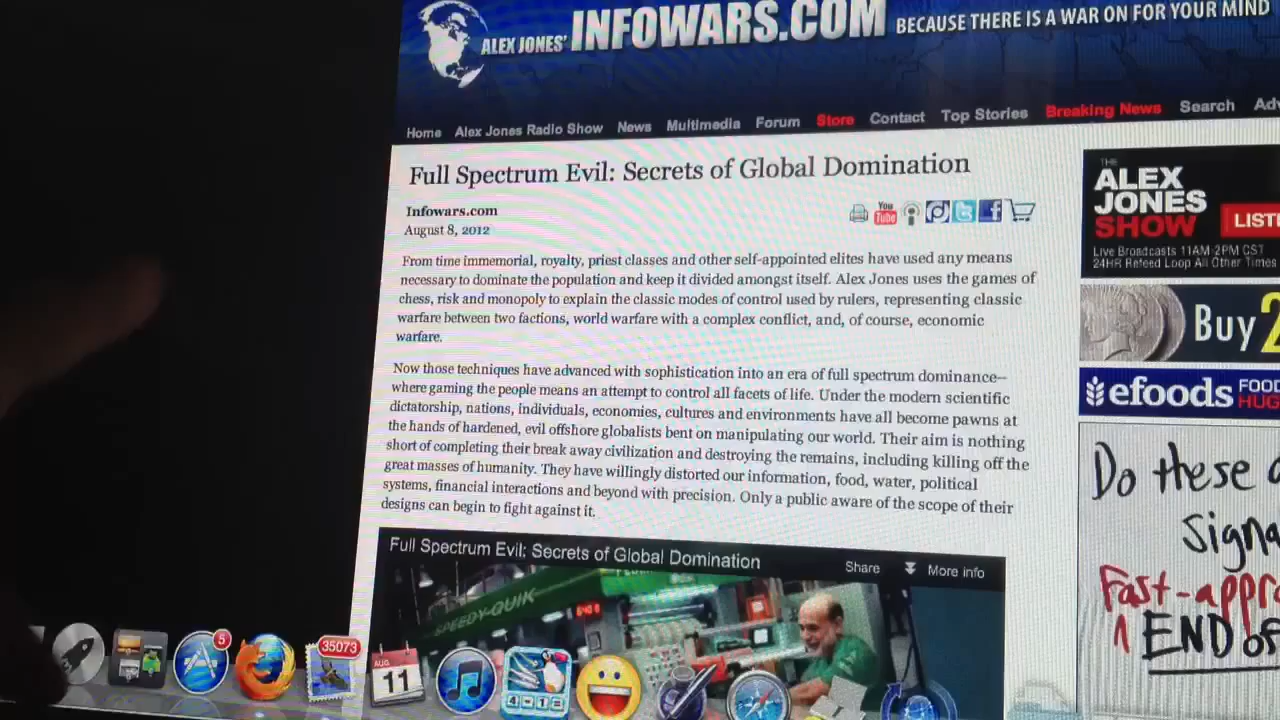 ALEX JONES' INFOWARS.COM BECAUSE THERE IS A WAR ON FOR YOUR MIND
Home Alex Jones Radio Show News Multimedia Forum Store Contact Top Stories Breaking News Search
Full Spectrum Evil: Secrets of Global Domination
Infowars.com
August 8, 2012
You
Tube
From time immemorial, royalty, priest classes and other self-appointed elites have used any means
necessary to dominate the population and keep it divided amongst itself. Alex Jones uses the games of
chess, risk and monopoly to explain the classic modes of control used by rulers, representing classic
warfare between two factions, world warfare with a complex conflict, and, of course, economic
warfare.
Now those techniques have advanced with sophistication into an era of full spectrum dominance–
where gaming the people means an attempt to control all facets of life. Under the modern scientific
dictatorship, nations, individuals, economies, cultures and environments have all become pawns at
the hands of hardened, evil offshore globalists bent on manipulating our world. Their aim is nothing
short of completing their break away civilization and destroying the remains, including killing off the
great masses of humanity. They have willingly distorted our information, food, water, political
systems, financial interactions and beyond with precision. Only a public aware of the scope of their
designs can begin to fight against it.
Full Spectrum Evil: Secrets of Global Domination Share More info
SPEEDY-QUIK
THE
ALEX
JONES
SHOW
LIST
Live Broadcasts 11AM-2PM CST
24HR Refeed Loop All Other Times
Buy 2
efoods FOOD
HUG
Do these
Signa
Fast-appr
END of
5
35073
AUG
11
4-13